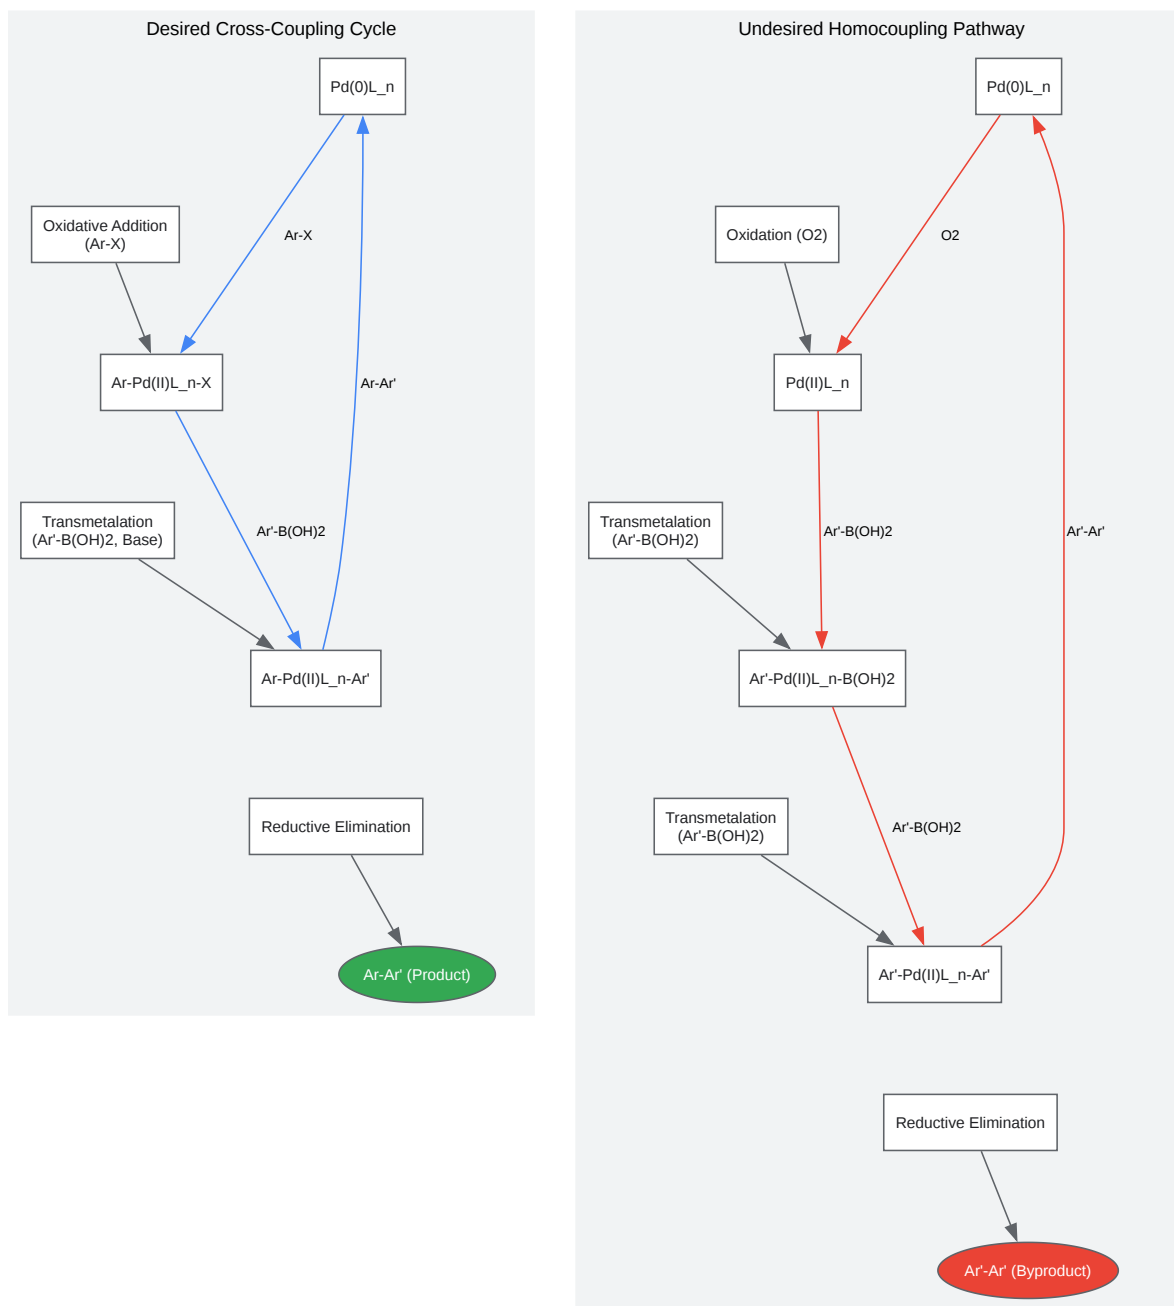 Desired Cross-Coupling Cycle
Pd(0)L_n
Oxidative Addition
(Ar-X)
Ar-X
Ar-Pd(II)L_n-X
Ar-Ar'
Transmetalation
(Ar'-B(OH)2, Base)
Ar'-B(OH)2
Ar-Pd(II)L_n-Ar'
Reductive Elimination
Ar-Ar' (Product)
Undesired Homocoupling Pathway
Pd(0)L_n
Oxidation (O2)
O2
Pd(II)L_n
Transmetalation
(Ar'-B(OH)2)
Ar'-B(OH)2
Ar'-Ar'
Ar'-Pd(II)L_n-B(OH)2
Transmetalation
(Ar'-B(OH)2)
Ar'-B(OH)2
Ar'-Pd(II)L_n-Ar'
Reductive Elimination
Ar'-Ar' (Byproduct)